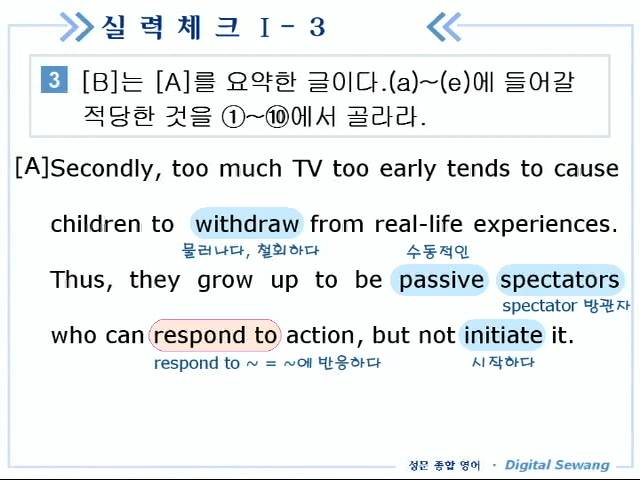 실력체크 I - 3
3 [B]는 [A]를 요약한 글이다.(a)~(e)에 들어갈
적당한 것을 ①~⑩에서 골라라.
[A]Secondly, too much TV too early tends to cause
children to withdraw from real-life experiences.
물러나다, 철회하다 수동적인
Thus, they grow up to be passive spectators
spectator 방관자
who can respond to action, but not initiate it.
respond to ~ = ~에 반응하다 시작하다
정문 종합 영어 · Digital Sewang